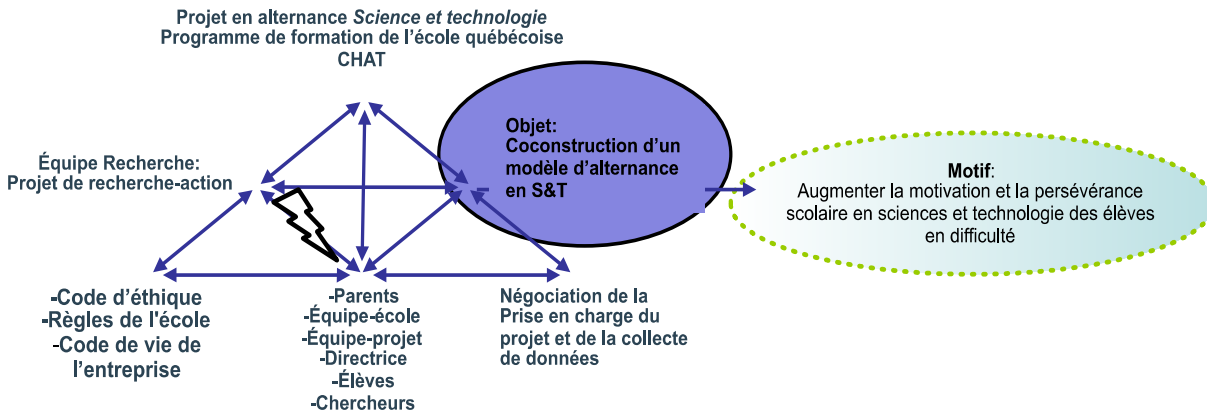 Projet en alternance Science et technologie
Programme de formation de l'école québécoise
CHAT
Objet:
Coconstruction d'un
modèle d'alternance
en S&T
Équipe Recherche:
Projet de recherche-action
Motif:
Augmenter la motivation et la persévérance
scolaire en sciences et technologie des élèves
en difficulté
-Code d'éthique
-Règles de l'école
-Code de vie de
l'entreprise
-Parents
-Équipe-école
-Équipe-projet
-Directrice
-Élèves
-Chercheurs
Négociation de la
Prise en charge du
projet et de la collecte
de données